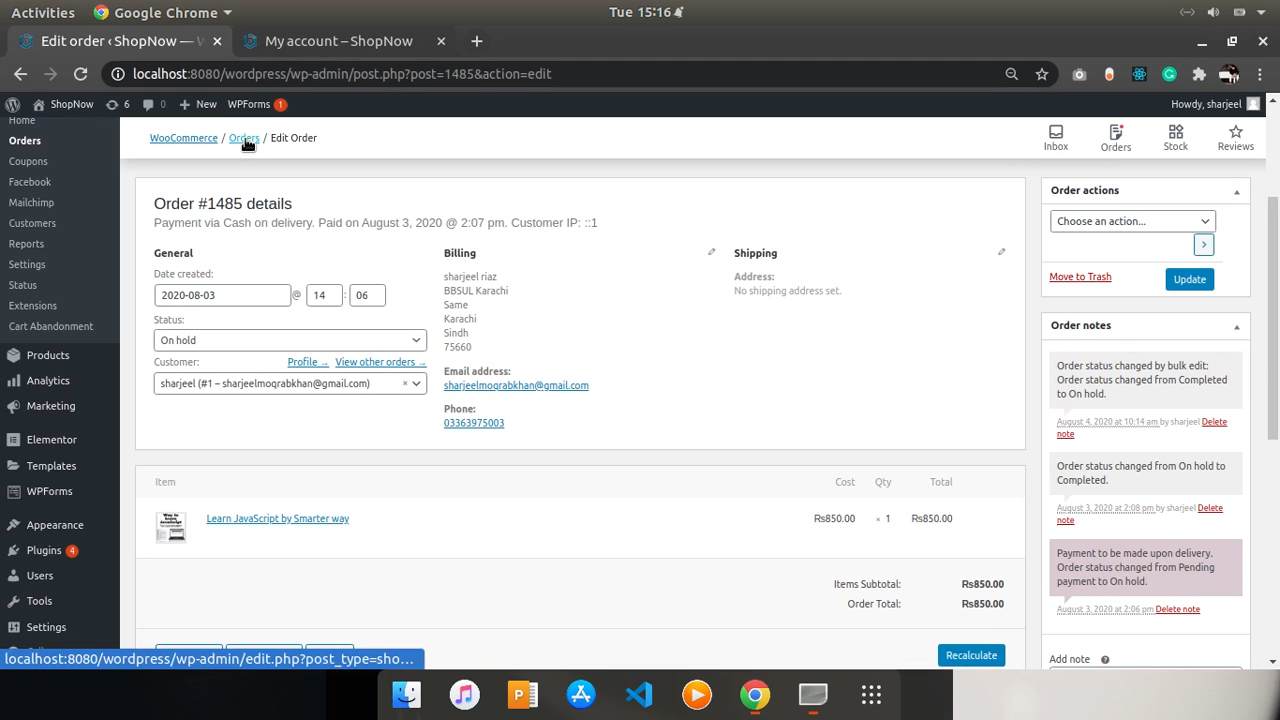 Activities
Google Chrome
Tue 15:16
Edit order ‹ ShopNow — W
My account – ShopNow
localhost:8080/wordpress/wp-admin/post.php?post=1485&action=edit
ShopNow
6
0
New
WPForms 1
Howdy, sharjeel
Home
Orders
Coupons
Facebook
Mailchimp
Customers
Reports
Settings
Status
Extensions
Cart Abandonment
Products
Analytics
Marketing
Elementor
Templates
WPForms
Appearance
Plugins 4
Users
Tools
Settings
WooCommerce / Orders / Edit Order
Inbox
Orders
Stock
Reviews
Order #1485 details
Payment via Cash on delivery. Paid on August 3, 2020 @ 2:07 pm. Customer IP: ::1
General
Date created:
2020-08-03 @ 14 : 06
Status:
On hold
Customer: Profile → View other orders →
sharjeel (#1 – sharjeelmoqrabkhan@gmail.com) ×
Billing
sharjeel riaz
BBSUL Karachi
Same
Karachi
Sindh
75660
Email address:
sharjeelmoqrabkhan@gmail.com
Phone:
03363975003
Shipping
Address:
No shipping address set.
Item Cost Qty Total
Learn JavaScript by Smarter way ₨850.00 × 1 ₨850.00
Items Subtotal: ₨850.00
Order Total: ₨850.00
Recalculate
Order actions
Choose an action...
Move to Trash
Update
Order notes
Order status changed by bulk edit:
Order status changed from Completed
to On hold.
August 4, 2020 at 10:14 am by sharjeel Delete
note
Order status changed from On hold to
Completed.
August 3, 2020 at 2:08 pm by sharjeel Delete
note
Payment to be made upon delivery.
Order status changed from Pending
payment to On hold.
August 3, 2020 at 2:06 pm Delete note
Add note
localhost:8080/wordpress/wp-admin/edit.php?post_type=sho...